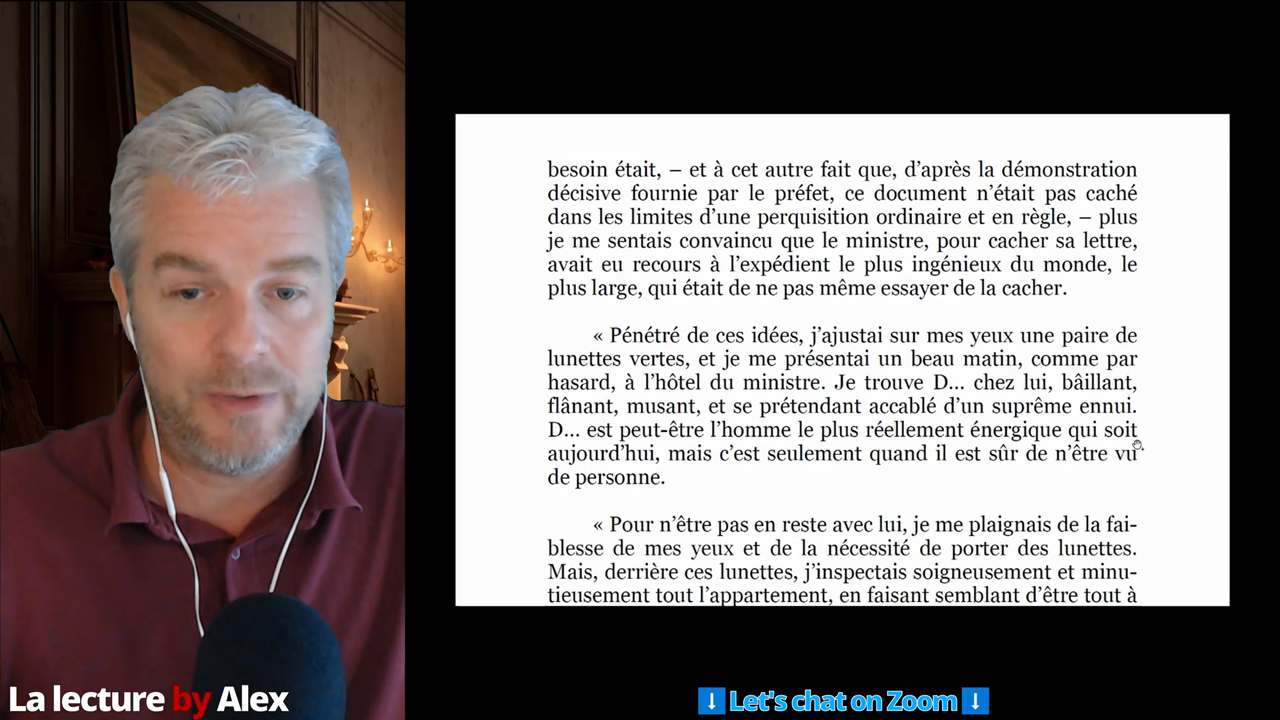 besoin était, – et à cet autre fait que, d’après la démonstration
décisive fournie par le préfet, ce document n’était pas caché
dans les limites d’une perquisition ordinaire et en règle, – plus
je me sentais convaincu que le ministre, pour cacher sa lettre,
avait eu recours à l’expédient le plus ingénieux du monde, le
plus large, qui était de ne pas même essayer de la cacher.
« Pénétré de ces idées, j’ajustai sur mes yeux une paire de
lunettes vertes, et je me présentai un beau matin, comme par
hasard, à l’hôtel du ministre. Je trouve D… chez lui, bâillant,
flânant, musant, et se prétendant accablé d’un suprême ennui.
D… est peut-être l’homme le plus réellement énergique qui soit
aujourd’hui, mais c’est seulement quand il est sûr de n’être vu
de personne.
« Pour n’être pas en reste avec lui, je me plaignais de la fai-
blesse de mes yeux et de la nécessité de porter des lunettes.
Mais, derrière ces lunettes, j’inspectais soigneusement et minu-
tieusement tout l’appartement, en faisant semblant d’être tout à
La lecture by Alex
Let's chat on Zoom